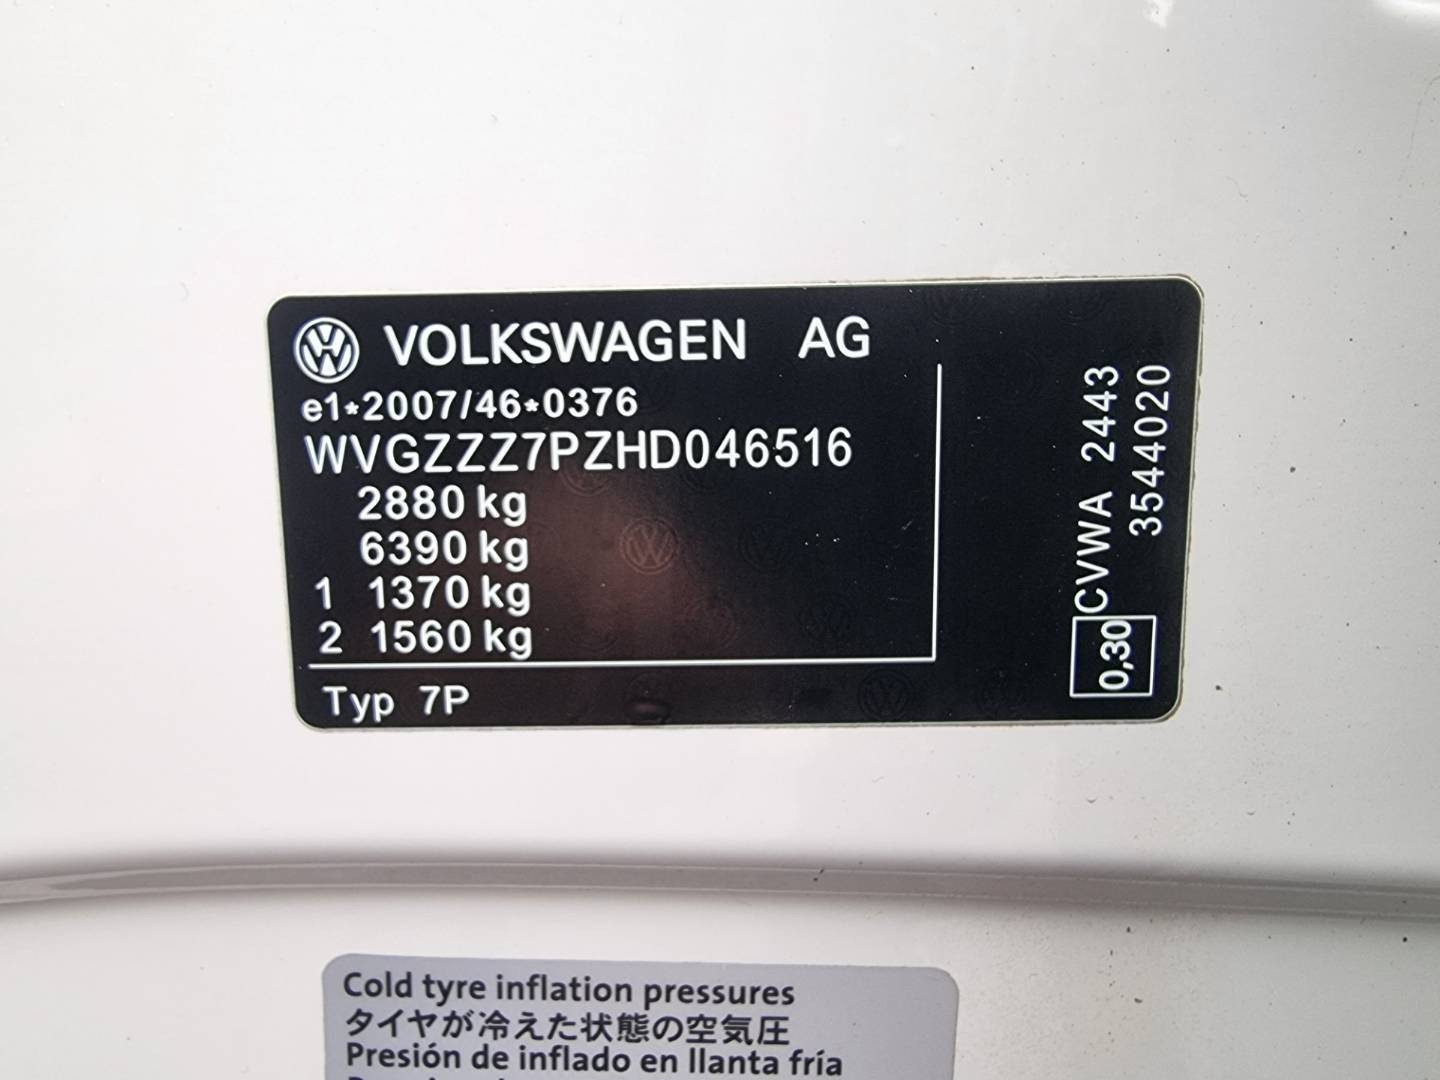 VOLKSWAGEN AG
e1*2007/46*0376
WVGZZZ7PZHD046516
2880 kg
6390 kg
1 1370 kg
2 1560 kg
Typ 7P
0,30 CVWA 2443
3544020
Cold tyre inflation pressures
タイヤが冷えた状態の空気圧
Presión de inflado en llanta fría